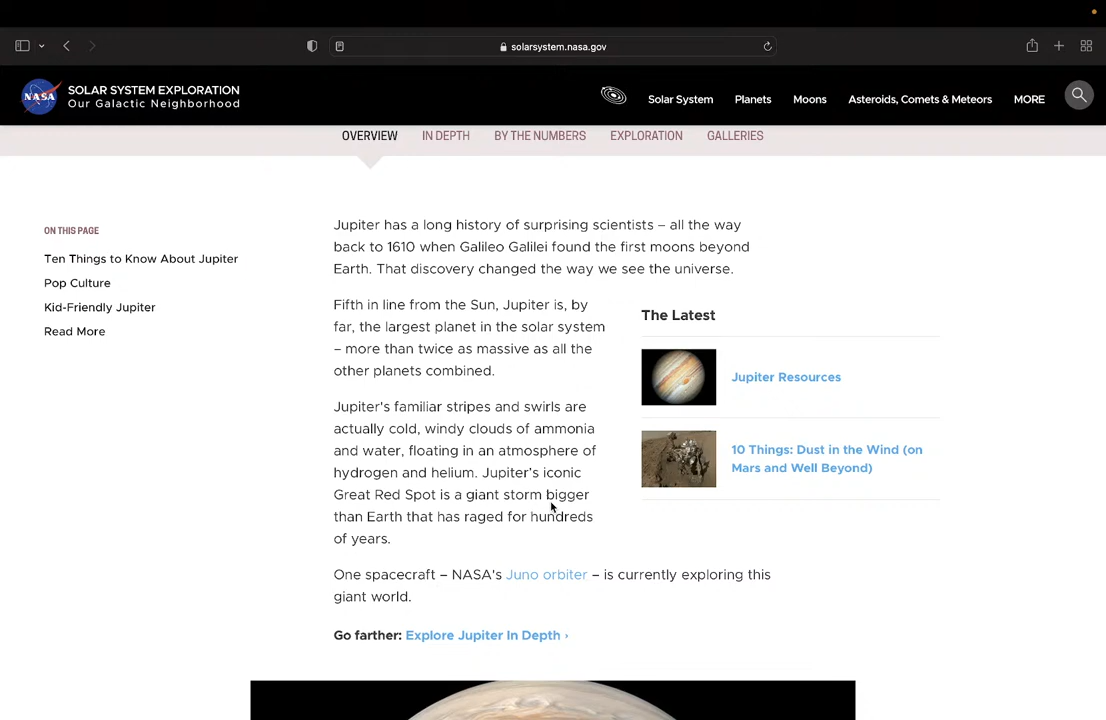 solarsystem.nasa.gov
NASA
SOLAR SYSTEM EXPLORATION
Our Galactic Neighborhood
Solar System
Planets
Moons
Asteroids, Comets & Meteors
MORE
OVERVIEW
IN DEPTH
BY THE NUMBERS
EXPLORATION
GALLERIES
ON THIS PAGE
Ten Things to Know About Jupiter
Pop Culture
Kid-Friendly Jupiter
Read More
Jupiter has a long history of surprising scientists – all the way
back to 1610 when Galileo Galilei found the first moons beyond
Earth. That discovery changed the way we see the universe.
Fifth in line from the Sun, Jupiter is, by
far, the largest planet in the solar system
– more than twice as massive as all the
other planets combined.
Jupiter's familiar stripes and swirls are
actually cold, windy clouds of ammonia
and water, floating in an atmosphere of
hydrogen and helium. Jupiter's iconic
Great Red Spot is a giant storm bigger
than Earth that has raged for hundreds
of years.
One spacecraft – NASA's Juno orbiter – is currently exploring this
giant world.
Go farther: Explore Jupiter In Depth ›
The Latest
Jupiter Resources
10 Things: Dust in the Wind (on
Mars and Well Beyond)